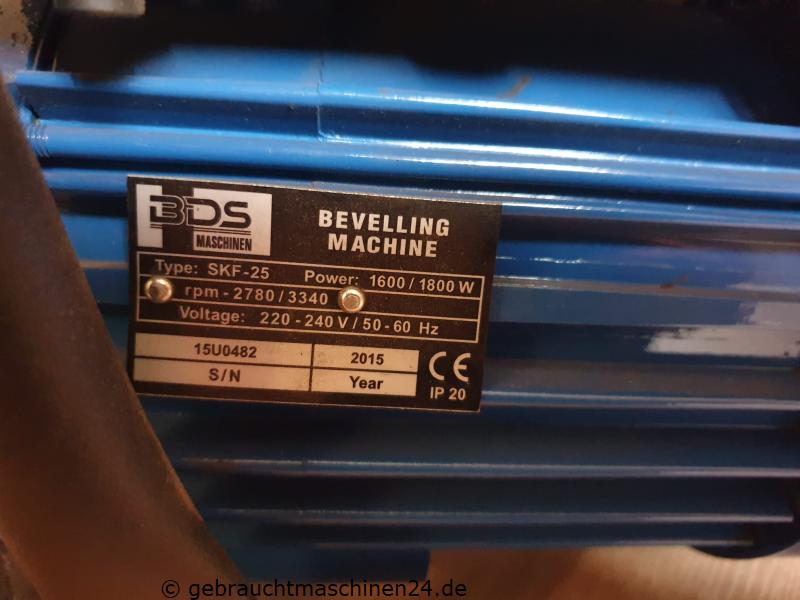 BDS
MASCHINEN
BEVELLING
MACHINE
Type: SKF-25 Power: 1600 / 1800 W
rpm - 2780 / 3340
Voltage: 220 - 240 V / 50 - 60 Hz
15U0482 2015
S / N Year
CE
IP 20
© gebrauchtmaschinen24.de